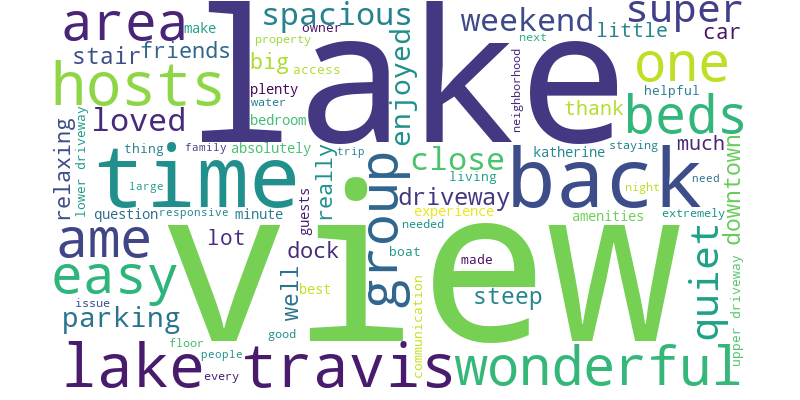 lake
view
area
make
spacious
owner
weekend
super
little
car
stair
friends
property
big
access
enjoyed
next
neighborhood
one
hosts
plenty
water
bedroom
helpful
thank
beds
loved
relaxing
lower driveway
thing
family
absolutely
really
trip
close
katherine
staying
much
time
large
group
living
driveway
back
night
need
downtown
question
responsive
minute
guests
experience
needed
amenities
extremely
ame
lot
dock
well
boat
made
quiet
upper driveway
easy
best
communication
steep
issue
parking
good
floor
people
every
lake travis
wonderful